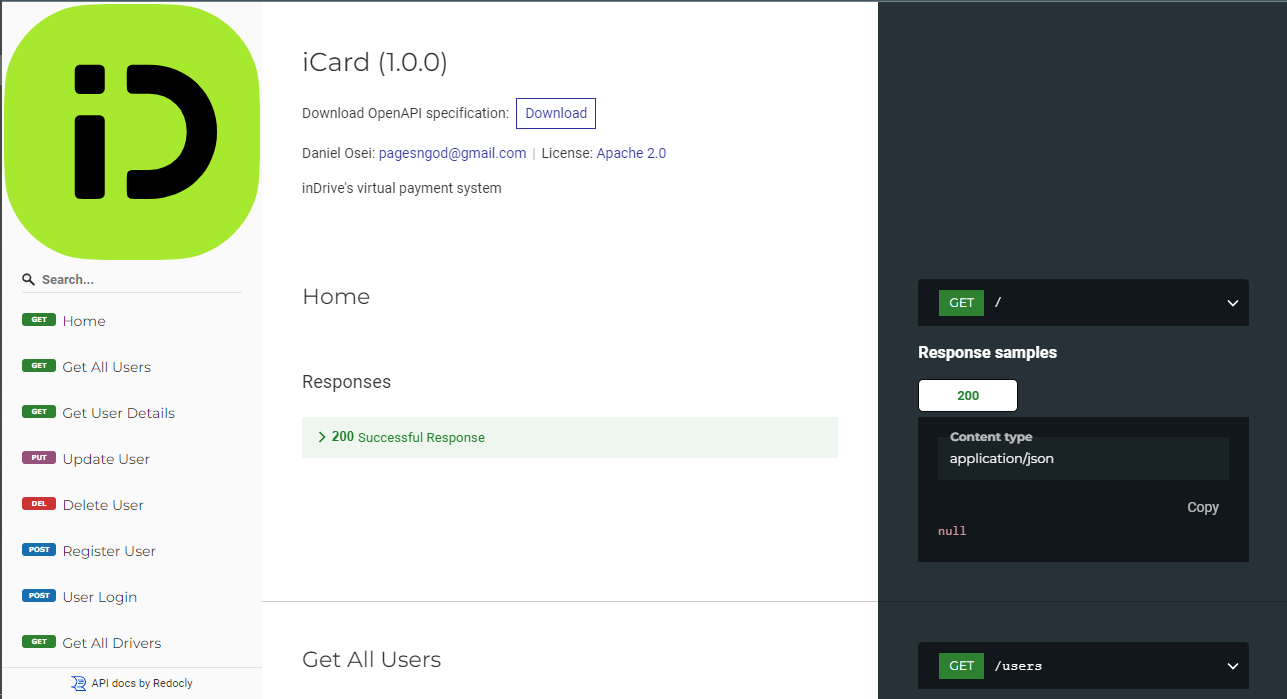 iD
Search...
GET Home
GET Get All Users
GET Get User Details
PUT Update User
DEL Delete User
POST Register User
POST User Login
GET Get All Drivers
API docs by Redocly
iCard (1.0.0)
Download OpenAPI specification: Download
Daniel Osei: pagesngod@gmail.com | License: Apache 2.0
inDrive's virtual payment system
Home
Responses
200 Successful Response
Get All Users
GET /
Response samples
200
Content type
application/json
Copy
null
GET /users